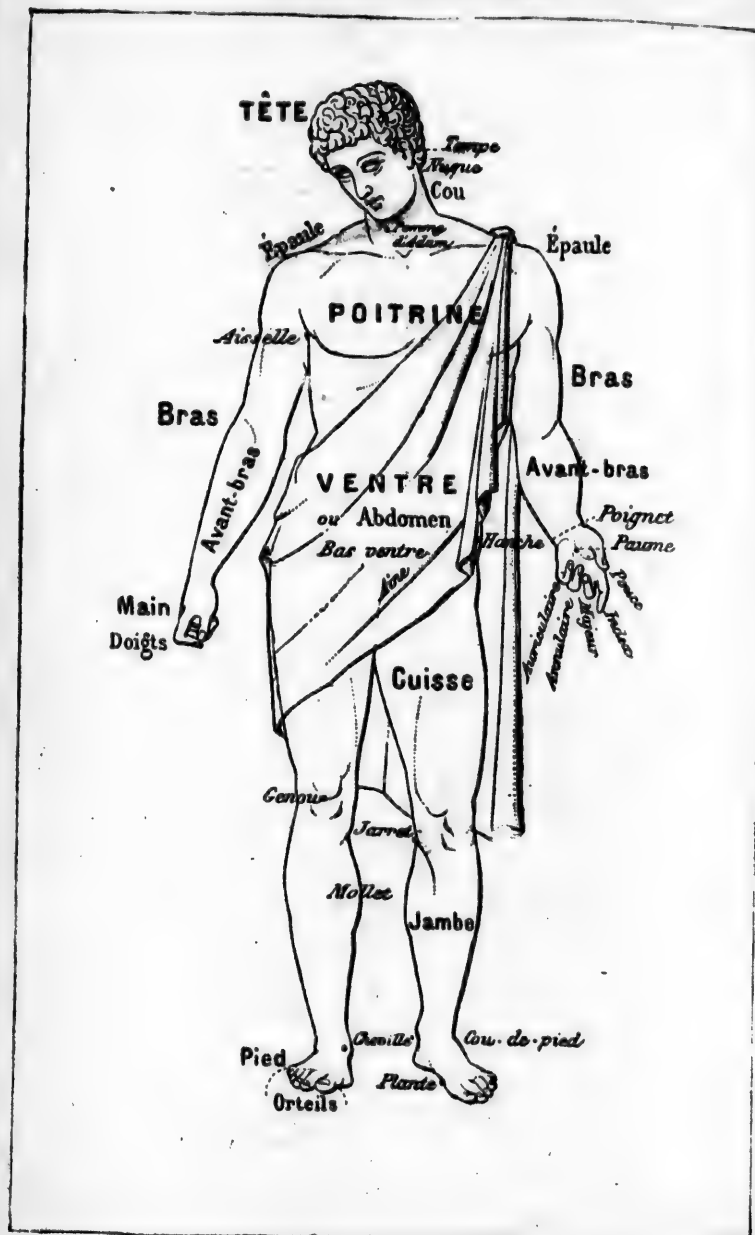 TÊTE
Tempe
Nuque
Cou
Pomme
d'Adam
Épaule
Épaule
POITRINE
Aisselle
Bras
Bras
Avant-bras
Avant-bras
VENTRE
ou Abdomen
Bas ventre
Aine
Hanche
Poignet
Paume
Pouce
Index
Majeur
Annulaire
Auriculaire
Main
Doigts
Cuisse
Genou
Jarret
Mollet
Jambe
Cheville
Cou-de-pied
Pied
Plante
Orteils